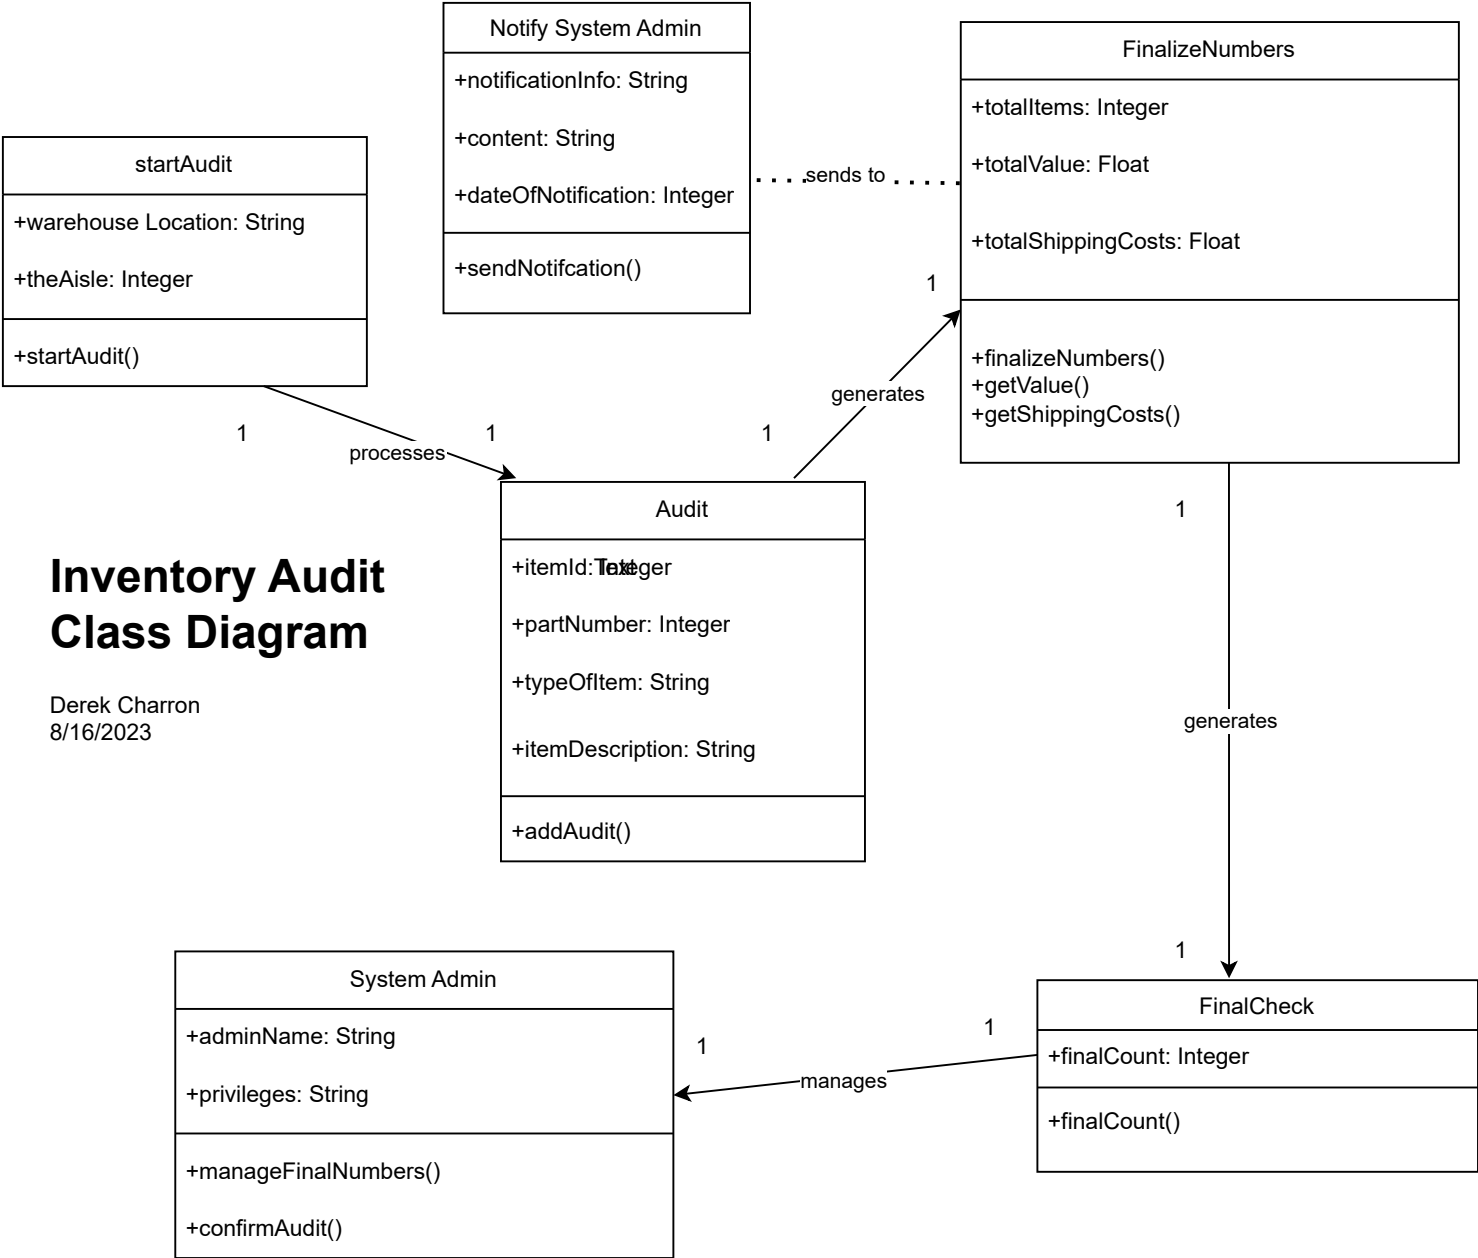 Notify System Admin
+notificationInfo: String
+content: String
+dateOfNotification: Integer
+sendNotifcation()
FinalizeNumbers
+totalItems: Integer
+totalValue: Float
+totalShippingCosts: Float
+finalizeNumbers()
+getValue()
+getShippingCosts()
sends to
startAudit
+warehouse Location: String
+theAisle: Integer
+startAudit()
1
processes
1
1
generates
1
Audit
+itemId: Integer
Text
+partNumber: Integer
+typeOfItem: String
+itemDescription: String
+addAudit()
Inventory Audit
Class Diagram
Derek Charron
8/16/2023
1
generates
1
System Admin
+adminName: String
+privileges: String
+manageFinalNumbers()
+confirmAudit()
1
manages
1
FinalCheck
+finalCount: Integer
+finalCount()